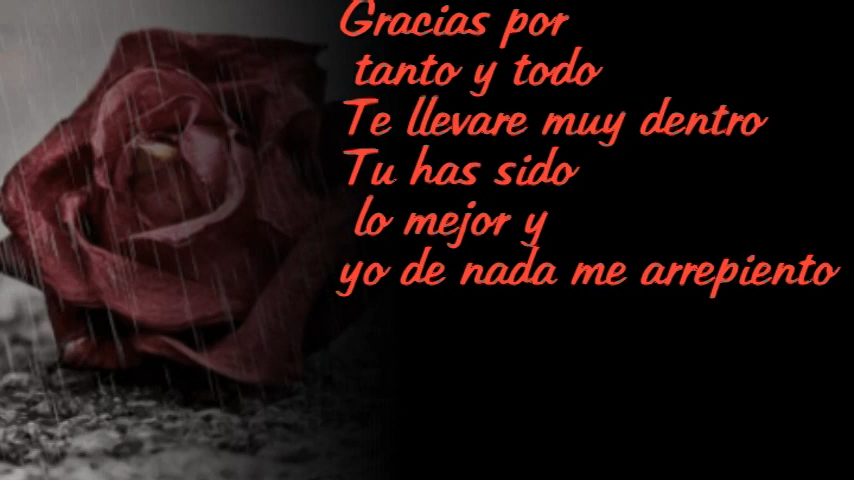 Gracias por
tanto y todo
Te llevare muy dentro
Tu has sido
lo mejor y
yo de nada me arrepiento